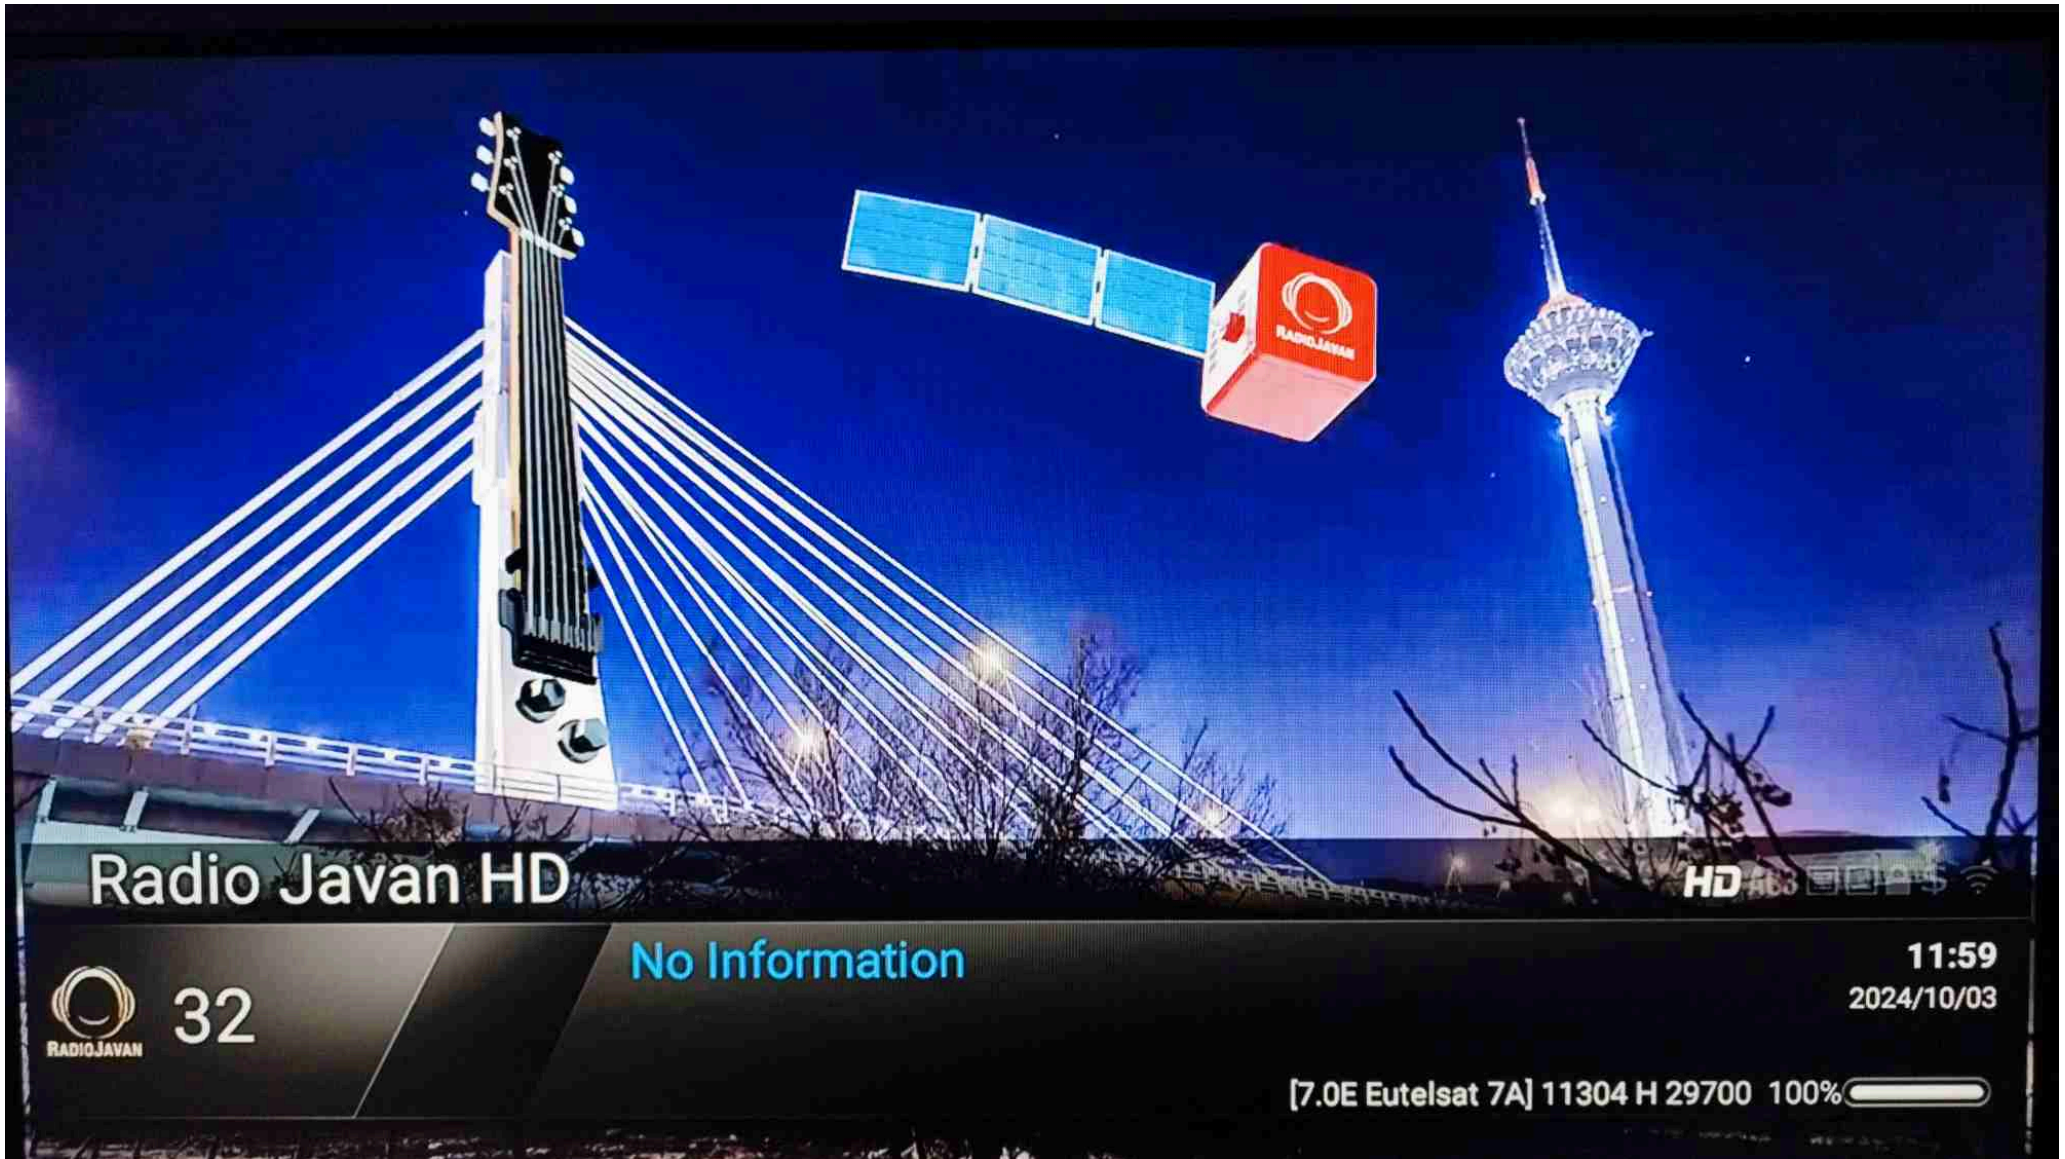 RADIOJAVAN
Radio Javan HD
HD AC3 $
No Information
11:59
2024/10/03
RADIOJAVAN
32
[7.0E Eutelsat 7A] 11304 H 29700 100%